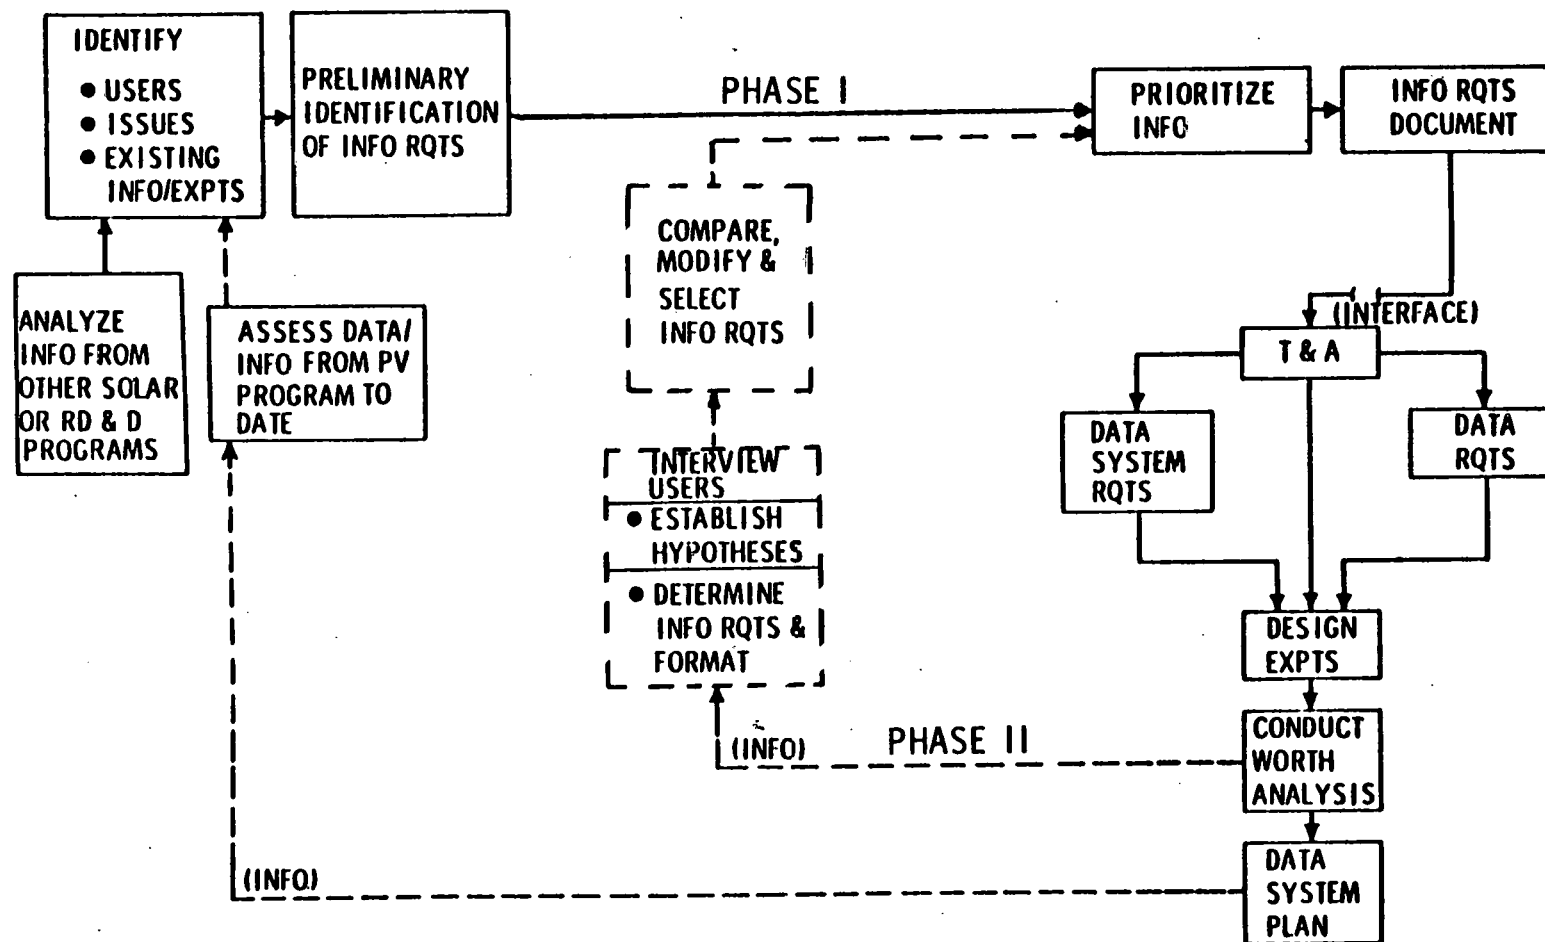 IDENTIFY
● USERS
● ISSUES
● EXISTING
INFO/EXPTS
PRELIMINARY
IDENTIFICATION
OF INFO RQTS
PHASE I
PRIORITIZE
INFO
INFO RQTS
DOCUMENT
ANALYZE
INFO FROM
OTHER SOLAR
OR RD & D
PROGRAMS
ASSESS DATA/
INFO FROM PV
PROGRAM TO
DATE
COMPARE,
MODIFY &
SELECT
INFO RQTS
(INTERFACE)
T & A
DATA
SYSTEM
RQTS
DATA
RQTS
INTERVIEW
USERS
● ESTABLISH
HYPOTHESES
● DETERMINE
INFO RQTS &
FORMAT
DESIGN
EXPTS
(INFO)
PHASE II
CONDUCT
WORTH
ANALYSIS
(INFO)
DATA
SYSTEM
PLAN